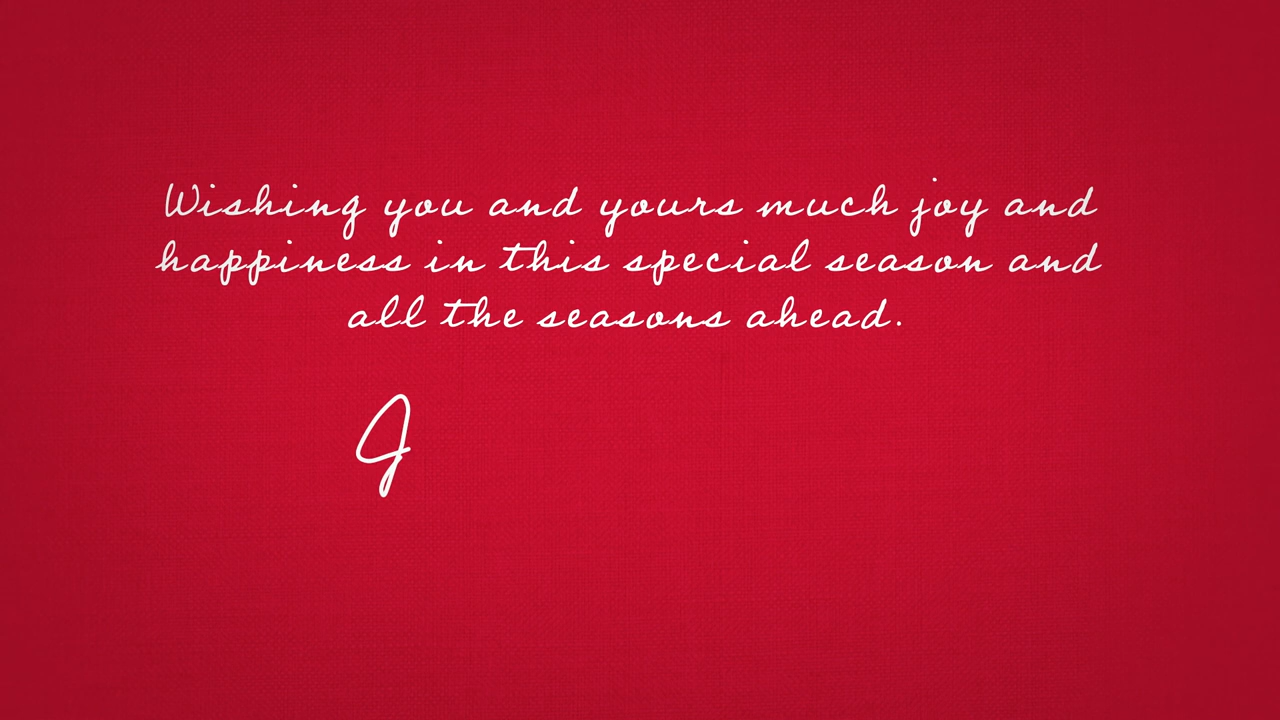 Wishing you and yours much joy and
happiness in this special season and
all the seasons ahead.
J